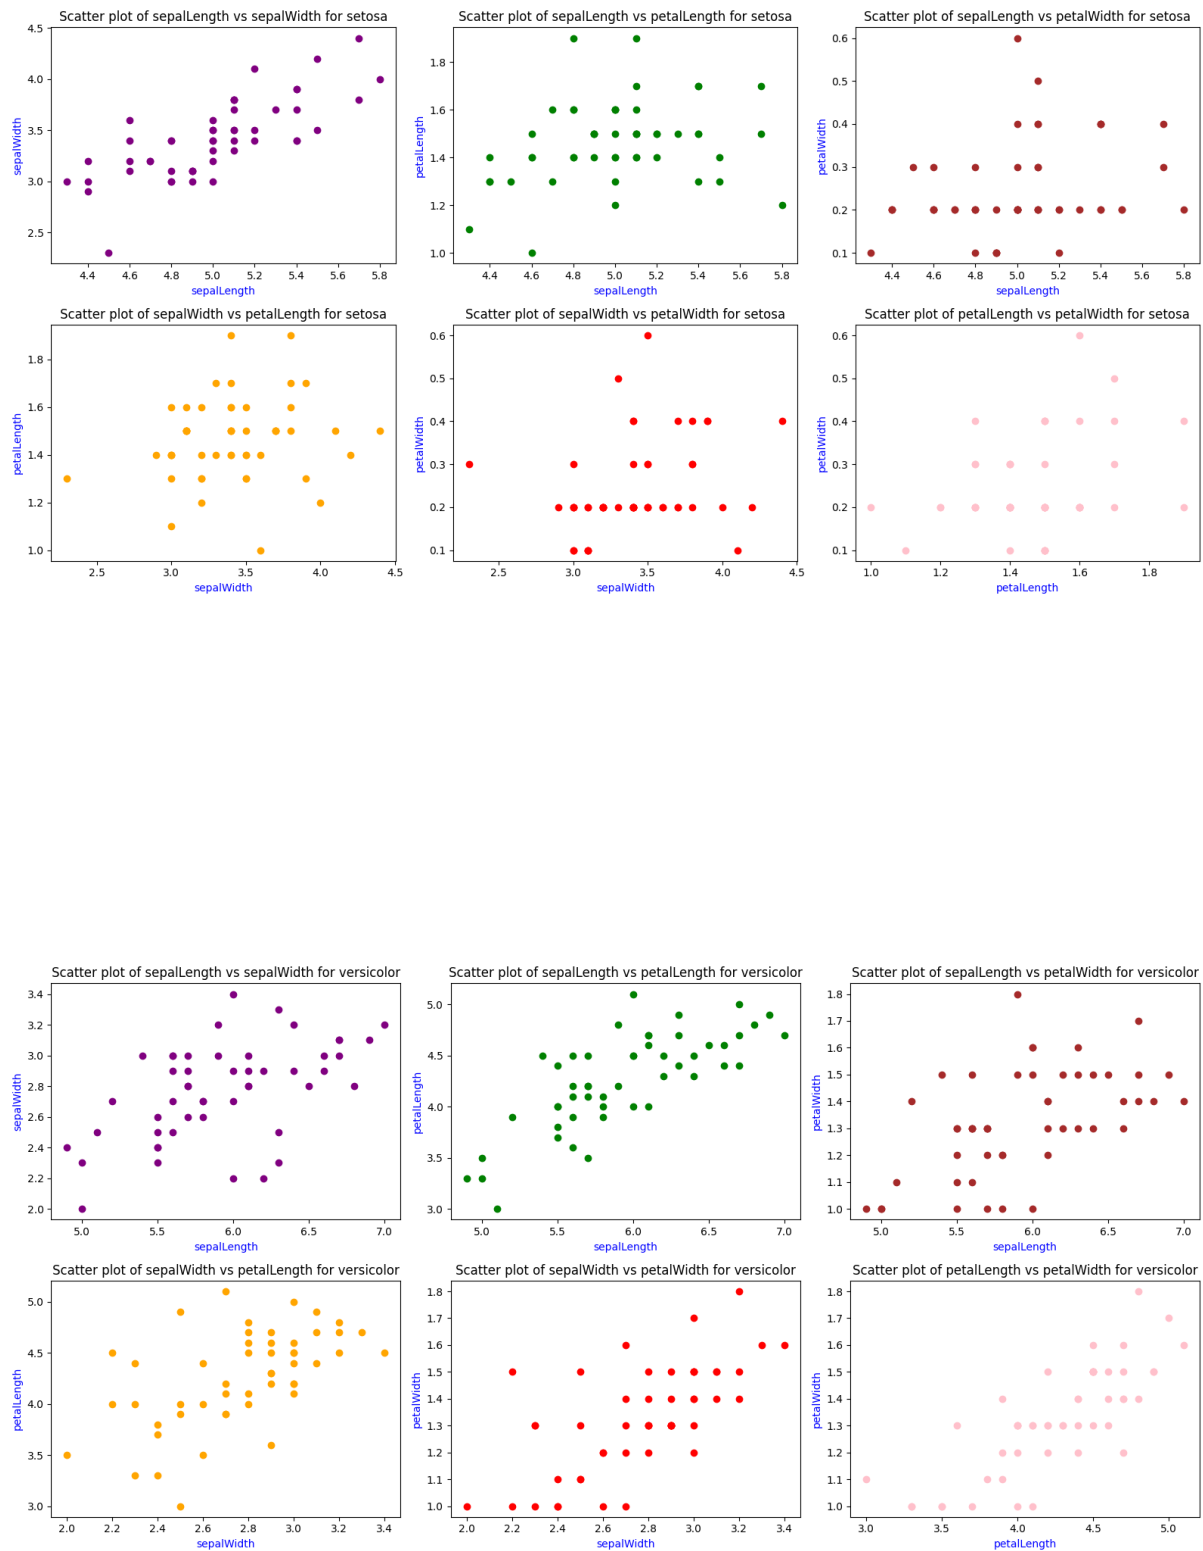 Scatter plot of sepalLength vs sepalWidth for setosa
4.5
4.0
3.5
3.0
2.5
sepalWidth
4.4 4.6 4.8 5.0 5.2 5.4 5.6 5.8
sepalLength
Scatter plot of sepalLength vs petalLength for setosa
1.8
1.6
1.4
1.2
1.0
petalLength
4.4 4.6 4.8 5.0 5.2 5.4 5.6 5.8
sepalLength
Scatter plot of sepalLength vs petalWidth for setosa
0.6
0.5
0.4
0.3
0.2
0.1
petalWidth
4.4 4.6 4.8 5.0 5.2 5.4 5.6 5.8
sepalLength
Scatter plot of sepalWidth vs petalLength for setosa
1.8
1.6
1.4
1.2
1.0
petalLength
2.5 3.0 3.5 4.0 4.5
sepalWidth
Scatter plot of sepalWidth vs petalWidth for setosa
0.6
0.5
0.4
0.3
0.2
0.1
petalWidth
2.5 3.0 3.5 4.0 4.5
sepalWidth
Scatter plot of petalLength vs petalWidth for setosa
0.6
0.5
0.4
0.3
0.2
0.1
petalWidth
1.0 1.2 1.4 1.6 1.8
petalLength
Scatter plot of sepalLength vs sepalWidth for versicolor
3.4
3.2
3.0
2.8
2.6
2.4
2.2
2.0
sepalWidth
5.0 5.5 6.0 6.5 7.0
sepalLength
Scatter plot of sepalLength vs petalLength for versicolor
5.0
4.5
4.0
3.5
3.0
petalLength
5.0 5.5 6.0 6.5 7.0
sepalLength
Scatter plot of sepalLength vs petalWidth for versicolor
1.8
1.7
1.6
1.5
1.4
1.3
1.2
1.1
1.0
petalWidth
5.0 5.5 6.0 6.5 7.0
sepalLength
Scatter plot of sepalWidth vs petalLength for versicolor
5.0
4.5
4.0
3.5
3.0
petalLength
2.0 2.2 2.4 2.6 2.8 3.0 3.2 3.4
sepalWidth
Scatter plot of sepalWidth vs petalWidth for versicolor
1.8
1.7
1.6
1.5
1.4
1.3
1.2
1.1
1.0
petalWidth
2.0 2.2 2.4 2.6 2.8 3.0 3.2 3.4
sepalWidth
Scatter plot of petalLength vs petalWidth for versicolor
1.8
1.7
1.6
1.5
1.4
1.3
1.2
1.1
1.0
petalWidth
3.0 3.5 4.0 4.5 5.0
petalLength